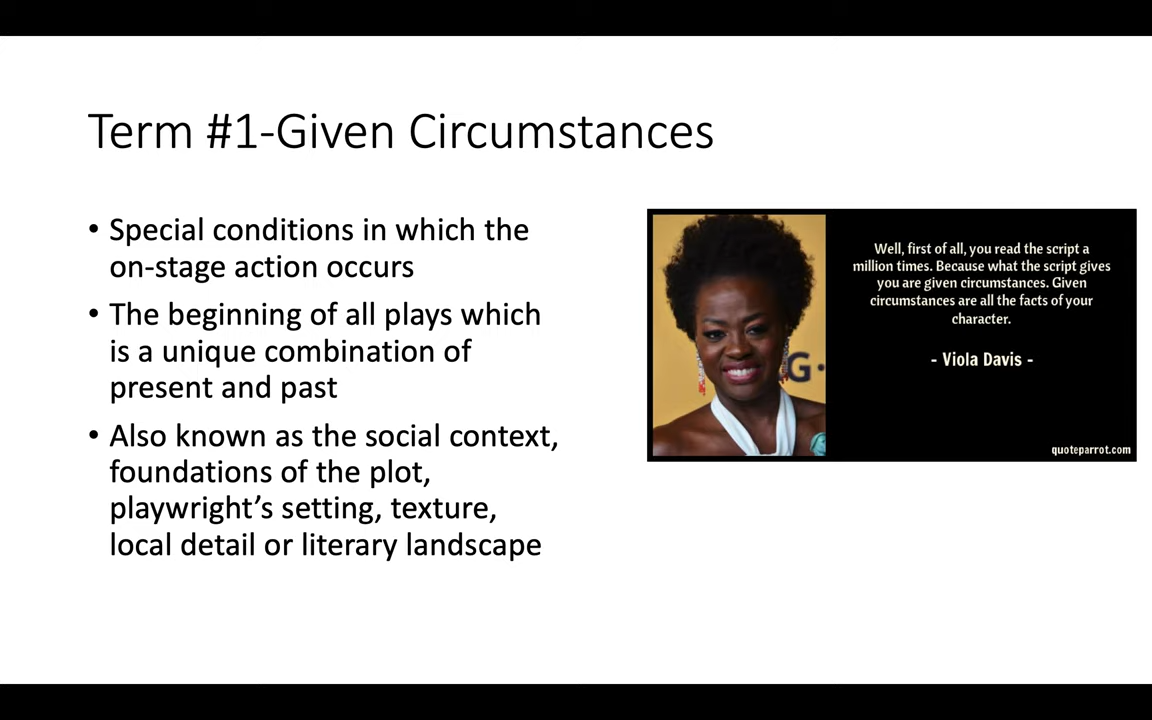 Term #1-Given Circumstances
• Special conditions in which the
on-stage action occurs
• The beginning of all plays which
is a unique combination of
present and past
• Also known as the social context,
foundations of the plot,
playwright’s setting, texture,
local detail or literary landscape
G
Well, first of all, you read the script a
million times. Because what the script gives
you are given circumstances. Given
circumstances are all the facts of your
character.
- Viola Davis -
quoteparrot.com